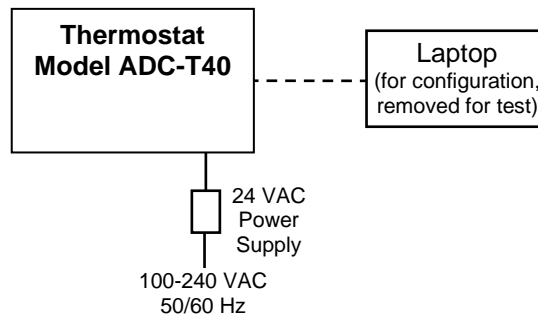 Thermostat
Model ADC-T40
Laptop
(for configuration,
removed for test)
24 VAC
Power
Supply
100-240 VAC
50/60 Hz